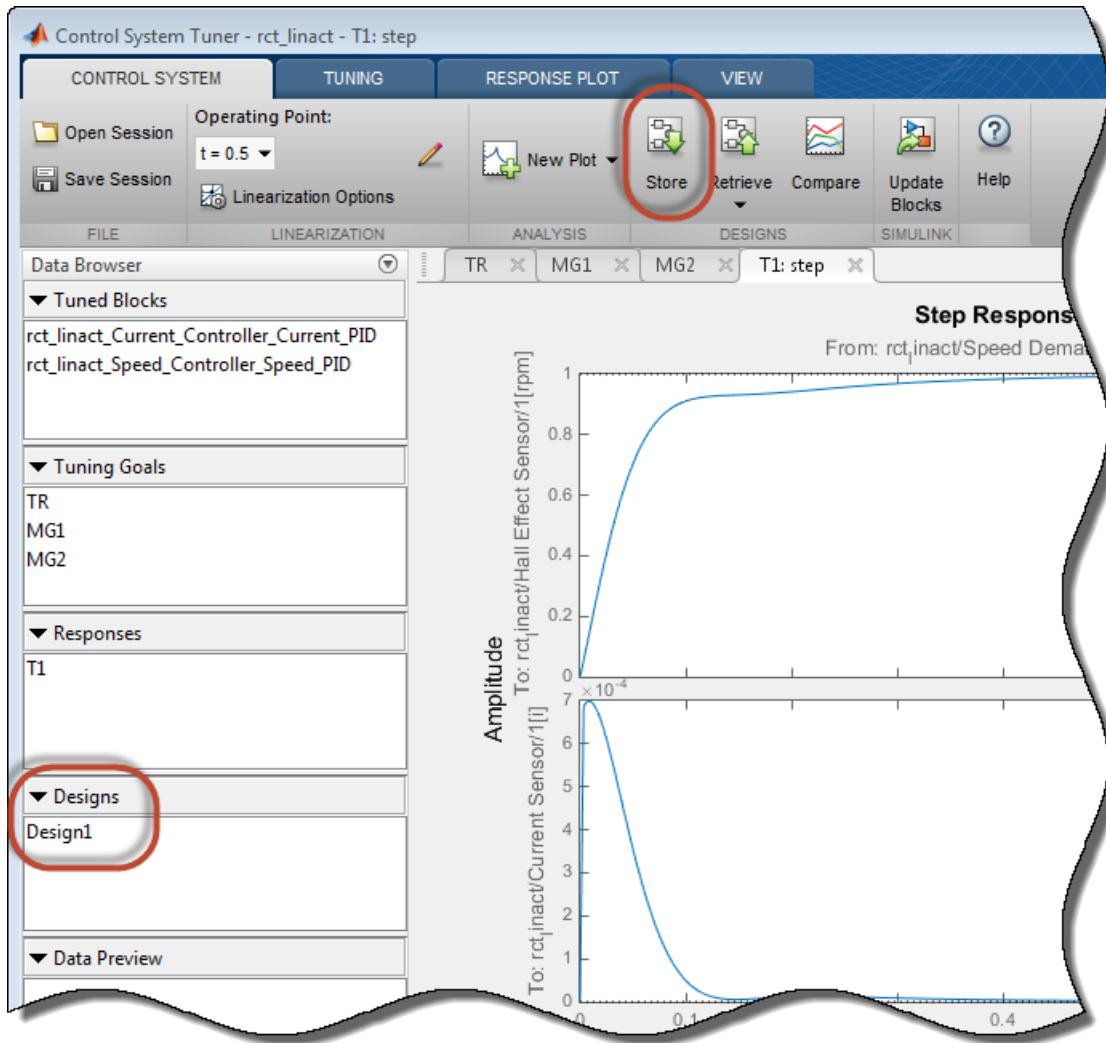 Control System Tuner - rct_linact - T1: step
CONTROL SYSTEM TUNING RESPONSE PLOT VIEW
Open Session
Save Session
Operating Point:
t = 0.5
Linearization Options
New Plot
Store
Retrieve
Compare
Update
Blocks
Help
FILE LINEARIZATION ANALYSIS DESIGNS SIMULINK
Data Browser
TR MG1 MG2 T1: step
Tuned Blocks
rct_linact_Current_Controller_Current_PID
rct_linact_Speed_Controller_Speed_PID
Tuning Goals
TR
MG1
MG2
Responses
T1
Designs
Design1
Data Preview
Step Respons
From: rct_linact/Speed Dema
Amplitude
To: rct_linact/Hall Effect Sensor/1[rpm]
1
0.8
0.6
0.4
0.2
0
×10-4
To: rct_linact/Current Sensor/1[i]
7
6
5
4
3
2
1
0
0 0.1 0.4